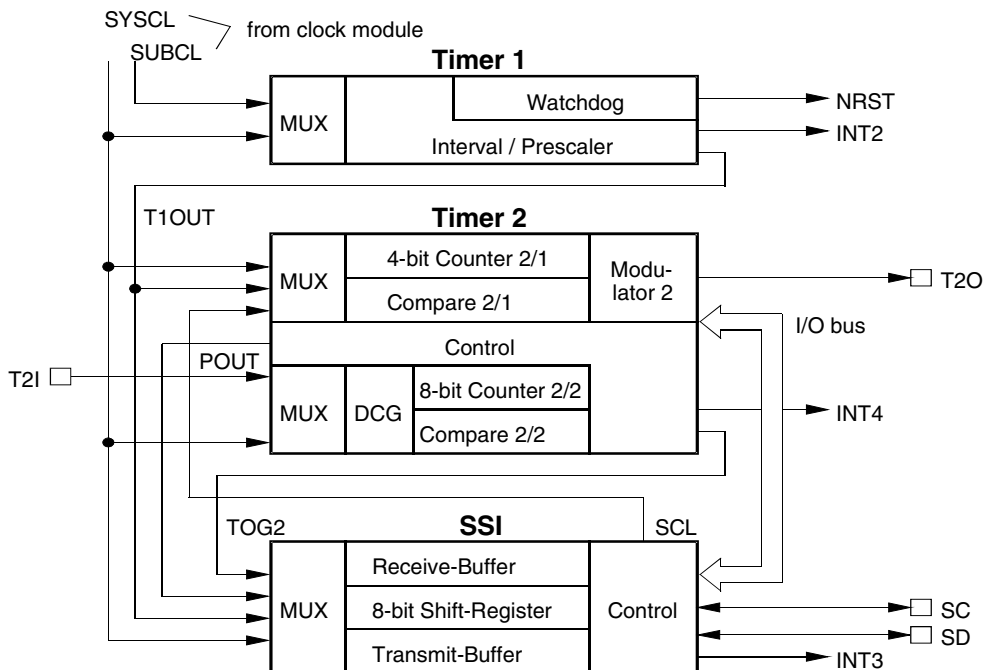 SYSCL
from clock module
SUBCL
Timer 1
Watchdog
NRST
MUX
INT2
Interval / Prescaler
T1OUT
Timer 2
4-bit Counter 2/1
Modu-
lator 2
MUX
T2O
Compare 2/1
I/O bus
Control
POUT
T2I
8-bit Counter 2/2
MUX
DCG
INT4
Compare 2/2
TOG2
SSI
SCL
Receive-Buffer
MUX
8-bit Shift-Register
Control
SC
SD
Transmit-Buffer
INT3